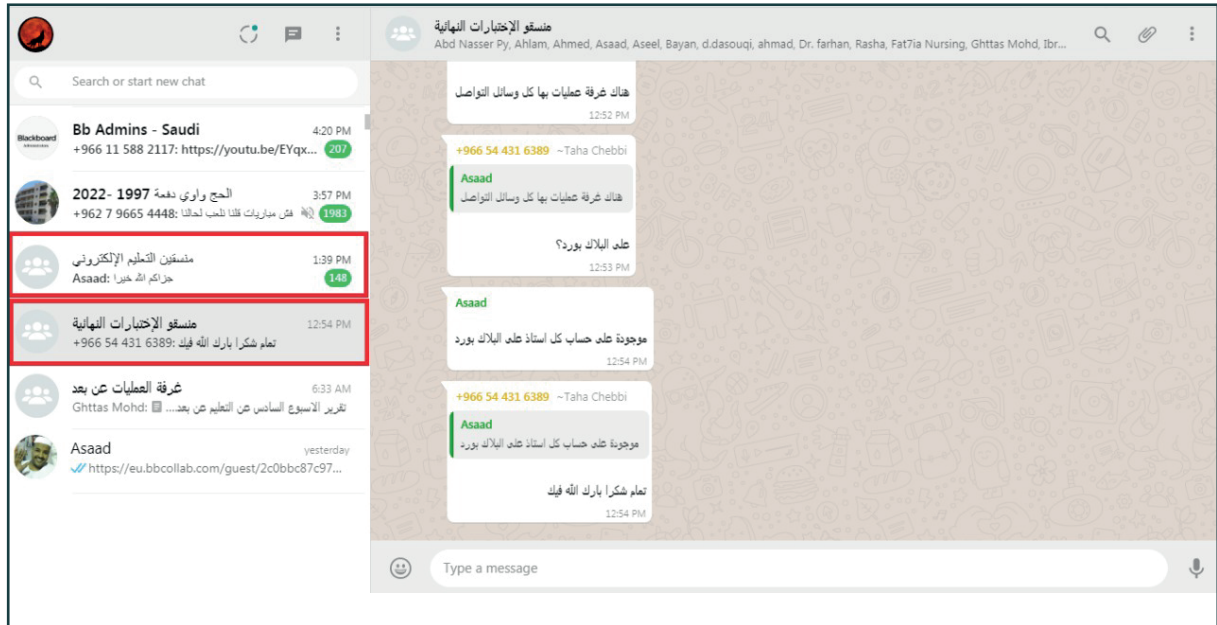 Search or start new chat
Blackboard
Bb Admins - Saudi
4:20 PM
+966 11 588 2117: https://youtu.be/EYqx...
207
الحج راوي دفعة 1997 -2022
3:57 PM
+962 7 9665 4448: فش مباريات قلنا نلعب لحالنا
1983
منسقين التعليم الإلكتروني
1:39 PM
Asaad: جزاكم الله خيرا
148
منسقو الإختبارات النهائية
12:54 PM
+966 54 431 6389: تمام شكرا بارك الله فيك
غرفة العمليات عن بعد
6:33 AM
Ghttas Mohd: تقرير الاسبوع السادس عن التعليم عن بعد....
Asaad
yesterday
https://eu.bbcollab.com/guest/2c0bbc87c97...
منسقو الإختبارات النهائية
Abd Nasser Py, Ahlam, Ahmed, Asaad, Aseel, Bayan, d.dasouqi, ahmad, Dr. farhan, Rasha, Fat7ia Nursing, Ghttas Mohd, Ibr...
هناك غرفة عمليات بها كل وسائل التواصل
12:52 PM
+966 54 431 6389 ~Taha Chebbi
Asaad
هناك غرفة عمليات بها كل وسائل التواصل
على البلاك بورد؟
12:53 PM
Asaad
موجودة على حساب كل استاذ على البلاك بورد
12:54 PM
+966 54 431 6389 ~Taha Chebbi
Asaad
موجودة على حساب كل استاذ على البلاك بورد
تمام شكرا بارك الله فيك
12:54 PM
Type a message